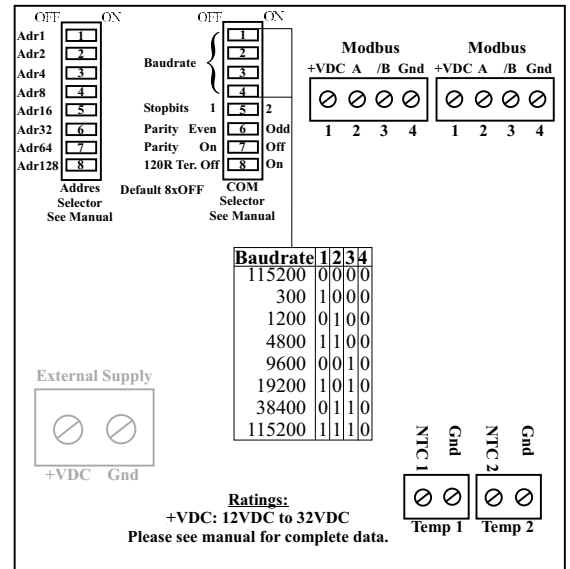 OFF ON
Adr1 1
Adr2 2
Adr4 3
Adr8 4
Adr16 5
Adr32 6
Adr64 7
Adr128 8
Addres
Selector
See Manual
OFF ON
Baudrate 1
2
3
4
Stopbits 1 5 2
Parity Even 6 Odd
Parity On 7 Off
120R Ter. Off 8 On
Default 8xOFF
COM
Selector
See Manual
Modbus
+VDC A /B Gnd
1 2 3 4
Modbus
+VDC A /B Gnd
1 2 3 4
Baudrate 1 2 3 4
115200 0 0 0 0
300 1 0 0 0
1200 0 1 0 0
4800 1 1 0 0
9600 0 0 1 0
19200 1 0 1 0
38400 0 1 1 0
115200 1 1 1 0
External Supply
+VDC Gnd
NTC 1 Gnd
Temp 1
NTC 2 Gnd
Temp 2
Ratings:
+VDC: 12VDC to 32VDC
Please see manual for complete data.